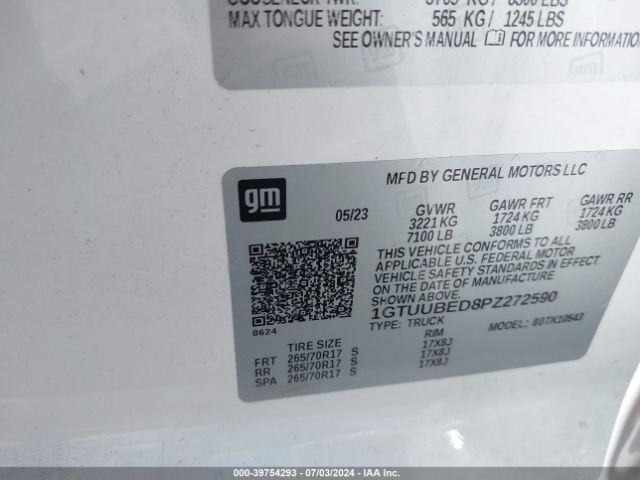 MAX TONGUE WEIGHT: 565 KG / 1245 LBS
SEE OWNER'S MANUAL FOR MORE INFORMATION
gm
MFD BY GENERAL MOTORS LLC
05/23 GVWR GAWR FRT GAWR RR
3221 KG 1724 KG 1724 KG
7100 LB 3800 LB 3800 LB
THIS VEHICLE CONFORMS TO ALL
APPLICABLE U.S. FEDERAL MOTOR
VEHICLE SAFETY STANDARDS IN EFFECT
ON THE DATE OF MANUFACTURE
SHOWN ABOVE.
1GTUUBED8PZ272590
TYPE: TRUCK MODEL: 80TK10543
8624
TIRE SIZE RIM
FRT 265/70R17 S 17X8J
RR 265/70R17 S 17X8J
SPA 265/70R17 S 17X8J
000-39754293 - 07/03/2024 - IAA Inc.